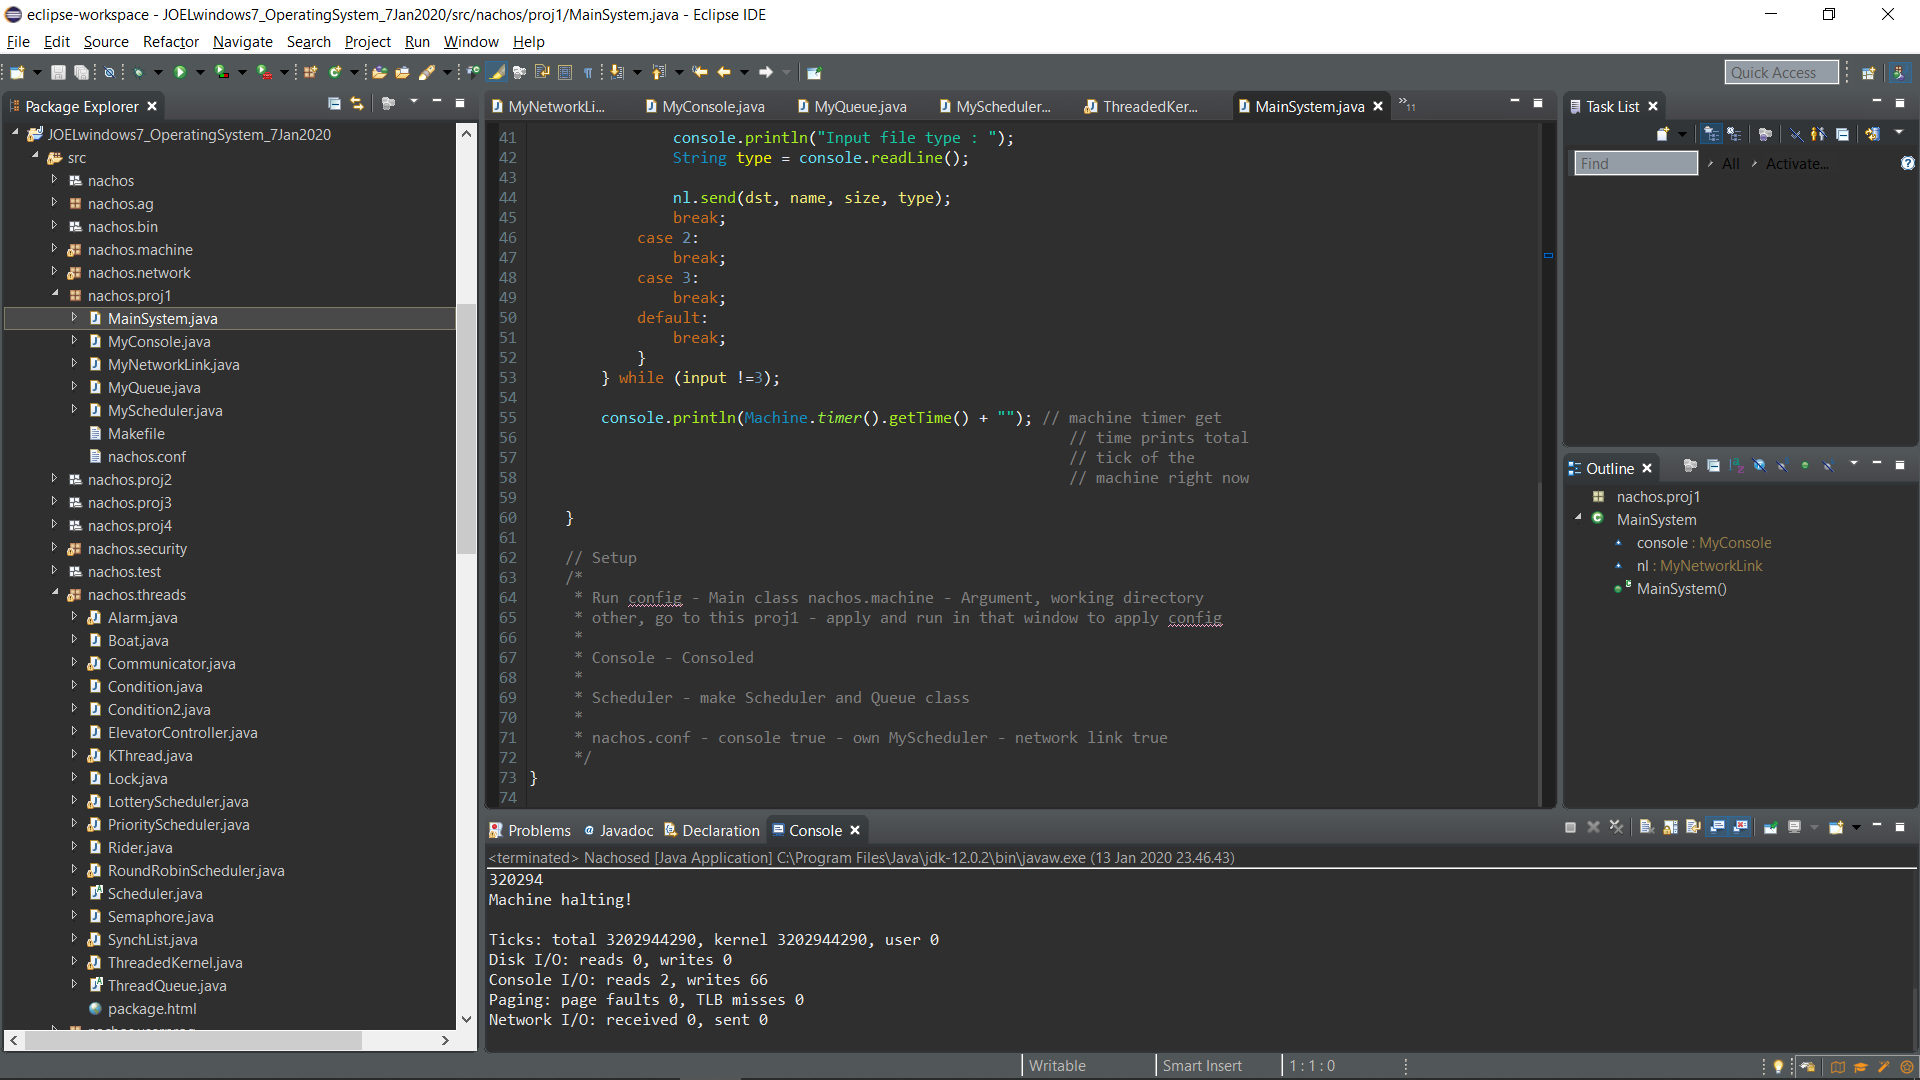 eclipse-workspace - JOELwindows7_OperatingSystem_7Jan2020/src/nachos/proj1/MainSystem.java - Eclipse IDE
File Edit Source Refactor Navigate Search Project Run Window Help
Quick Access
Package Explorer
JOELwindows7_OperatingSystem_7Jan2020
src
nachos
nachos.ag
nachos.bin
nachos.machine
nachos.network
nachos.proj1
MainSystem.java
MyConsole.java
MyNetworkLink.java
MyQueue.java
MyScheduler.java
Makefile
nachos.conf
nachos.proj2
nachos.proj3
nachos.proj4
nachos.security
nachos.test
nachos.threads
Alarm.java
Boat.java
Communicator.java
Condition.java
Condition2.java
ElevatorController.java
KThread.java
Lock.java
LotteryScheduler.java
PriorityScheduler.java
Rider.java
RoundRobinScheduler.java
Scheduler.java
Semaphore.java
SynchList.java
ThreadedKernel.java
ThreadQueue.java
package.html
MyNetworkLi... MyConsole.java MyQueue.java MyScheduler... ThreadedKer... MainSystem.java »11
41 console.println("Input file type : ");
42 String type = console.readLine();
43
44 nl.send(dst, name, size, type);
45 break;
46 case 2:
47 break;
48 case 3:
49 break;
50 default:
51 break;
52 }
53 } while (input !=3);
54
55 console.println(Machine.timer().getTime() + ""); // machine timer get
56 // time prints total
57 // tick of the
58 // machine right now
59
60 }
61
62 // Setup
63 /*
64 * Run config - Main class nachos.machine - Argument, working directory
65 * other, go to this proj1 - apply and run in that window to apply config
66 *
67 * Console - Consoled
68 *
69 * Scheduler - make Scheduler and Queue class
70 *
71 * nachos.conf - console true - own MyScheduler - network link true
72 */
73 }
74
Task List
Find All Activate...
Outline
nachos.proj1
MainSystem
console : MyConsole
nl : MyNetworkLink
MainSystem()
Problems Javadoc Declaration Console
<terminated> Nachosed [Java Application] C:\Program Files\Java\jdk-12.0.2\bin\javaw.exe (13 Jan 2020 23.46.43)
320294
Machine halting!
Ticks: total 3202944290, kernel 3202944290, user 0
Disk I/O: reads 0, writes 0
Console I/O: reads 2, writes 66
Paging: page faults 0, TLB misses 0
Network I/O: received 0, sent 0
Writable Smart Insert 1 : 1 : 0